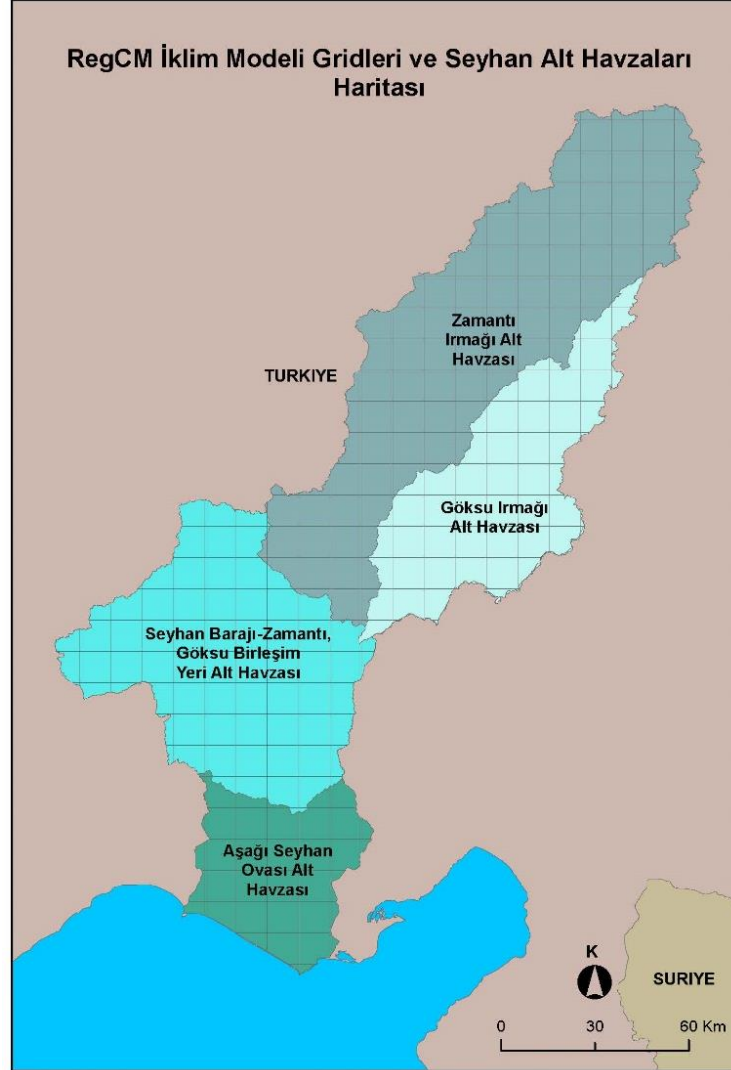 RegCM İklim Modeli Gridleri ve Seyhan Alt Havzaları
Haritası
Zamantı
Irmağı Alt
Havzası
TURKIYE
Göksu Irmağı
Alt Havzası
Seyhan Barajı-Zamantı,
Göksu Birleşim
Yeri Alt Havzası
Aşağı Seyhan
Ovası Alt
Havzası
K
SURIYE
0 30 60 Km